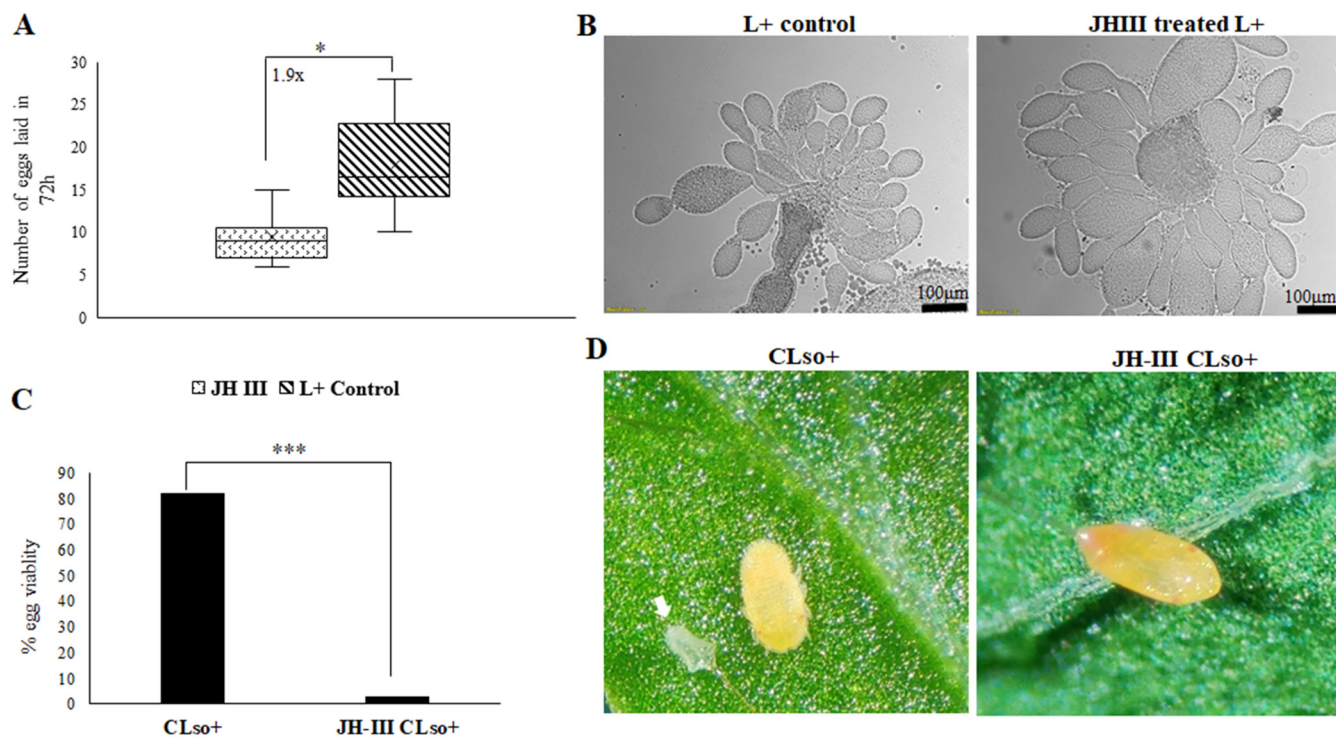 A
Number of eggs laid in
72h
30
25
20
15
10
5
0
*
1.9x
JH III L+ Control
B
L+ control
JHIII treated L+
100µm
100µm
C
% egg viablity
90
80
70
60
50
40
30
20
10
0
***
CLso+
JH-III CLso+
D
CLso+
JH-III CLso+